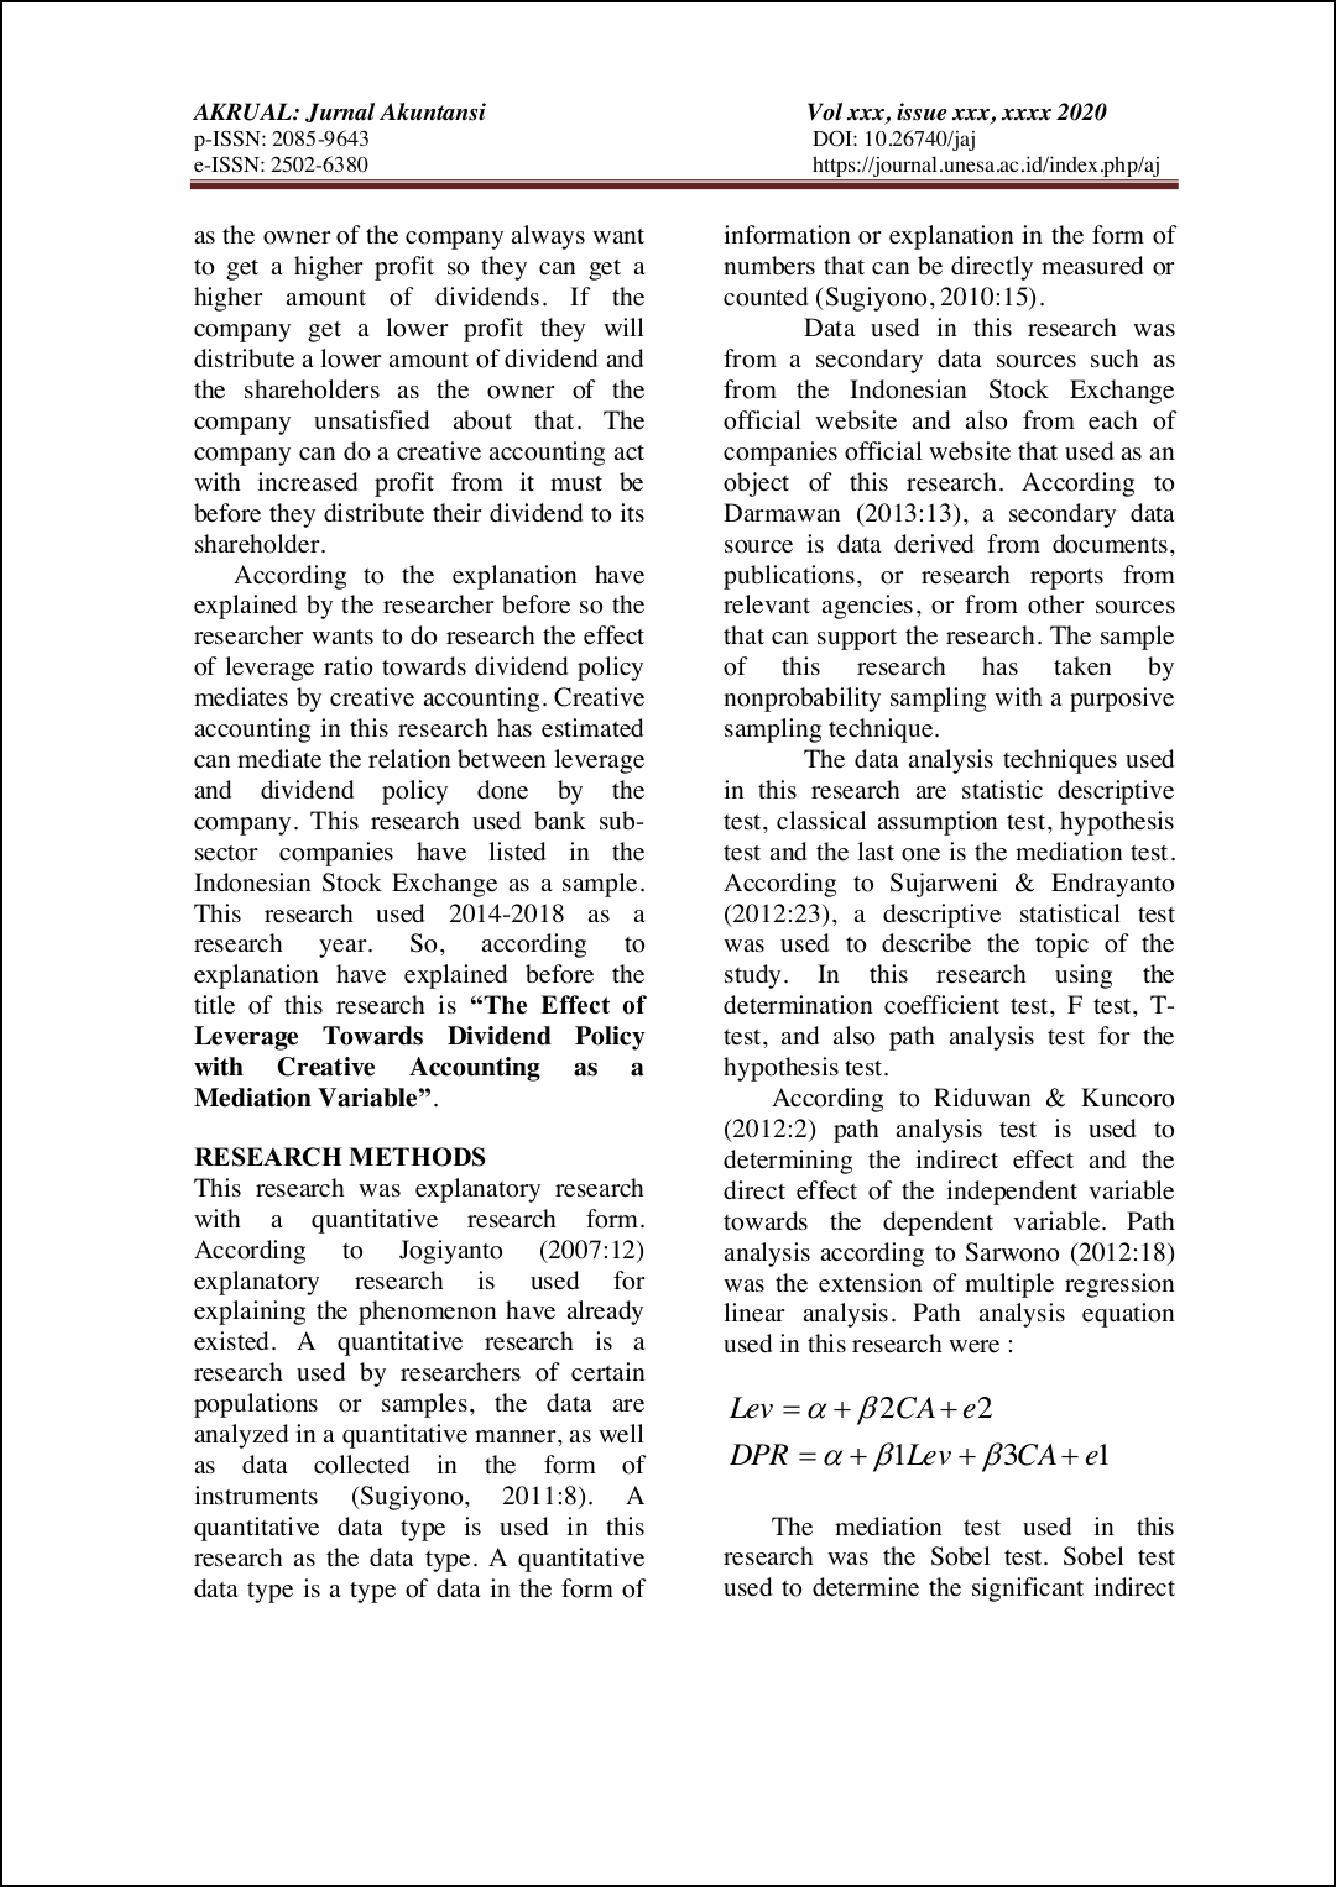 AKRUAL: Jurnal Akuntansi
p-ISSN: 2085-9643
e-ISSN: 2502-6380
Vol xxx, issue xxx, xxxx 2020
DOI: 10.26740/jaj
https://journal.unesa.ac.id/index.php/aj
as the owner of the company always want
to get a higher profit so they can get a
higher amount of dividends. If the
company get a lower profit they will
distribute a lower amount of dividend and
the shareholders as the owner of the
company unsatisfied about that. The
company can do a creative accounting act
with increased profit from it must be
before they distribute their dividend to its
shareholder.
According to the explanation have
explained by the researcher before so the
researcher wants to do research the effect
of leverage ratio towards dividend policy
mediates by creative accounting. Creative
accounting in this research has estimated
can mediate the relation between leverage
and dividend policy done by the
company. This research used bank sub-
sector companies have listed in the
Indonesian Stock Exchange as a sample.
This research used 2014-2018 as a
research year. So, according to
explanation have explained before the
title of this research is “The Effect of
Leverage Towards Dividend Policy
with Creative Accounting as a
Mediation Variable”.
RESEARCH METHODS
This research was explanatory research
with a quantitative research form.
According to Jogiyanto (2007:12)
explanatory research is used for
explaining the phenomenon have already
existed. A quantitative research is a
research used by researchers of certain
populations or samples, the data are
analyzed in a quantitative manner, as well
as data collected in the form of
instruments (Sugiyono, 2011:8). A
quantitative data type is used in this
research as the data type. A quantitative
data type is a type of data in the form of
information or explanation in the form of
numbers that can be directly measured or
counted (Sugiyono, 2010:15).
Data used in this research was
from a secondary data sources such as
from the Indonesian Stock Exchange
official website and also from each of
companies official website that used as an
object of this research. According to
Darmawan (2013:13), a secondary data
source is data derived from documents,
publications, or research reports from
relevant agencies, or from other sources
that can support the research. The sample
of this research has taken by
nonprobability sampling with a purposive
sampling technique.
The data analysis techniques used
in this research are statistic descriptive
test, classical assumption test, hypothesis
test and the last one is the mediation test.
According to Sujarweni & Endrayanto
(2012:23), a descriptive statistical test
was used to describe the topic of the
study. In this research using the
determination coefficient test, F test, T-
test, and also path analysis test for the
hypothesis test.
According to Riduwan & Kuncoro
(2012:2) path analysis test is used to
determining the indirect effect and the
direct effect of the independent variable
towards the dependent variable. Path
analysis according to Sarwono (2012:18)
was the extension of multiple regression
linear analysis. Path analysis equation
used in this research were :
Lev = α + β2CA + e2
DPR = α + β1Lev + β3CA + e1
The mediation test used in this
research was the Sobel test. Sobel test
used to determine the significant indirect